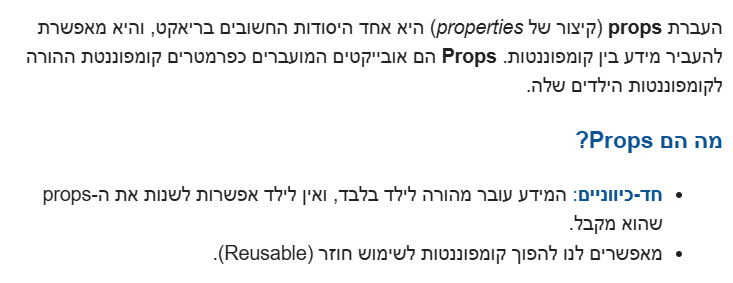 העברת props (קיצור של properties) היא אחד היסודות החשובים בריאקט, והיא מאפשרת
להעביר מידע בין קומפוננטות. Props הם אובייקטים המועברים כפרמטרים קומפוננטת ההורה
לקומפוננטות הילדים שלה.
מה הם Props?
• חד-כיווניים: המידע עובר מהורה לילד בלבד, ואין לילד אפשרות לשנות את ה-props
שהוא מקבל.
• מאפשרים לנו להפוך קומפוננטות לשימוש חוזר (Reusable).